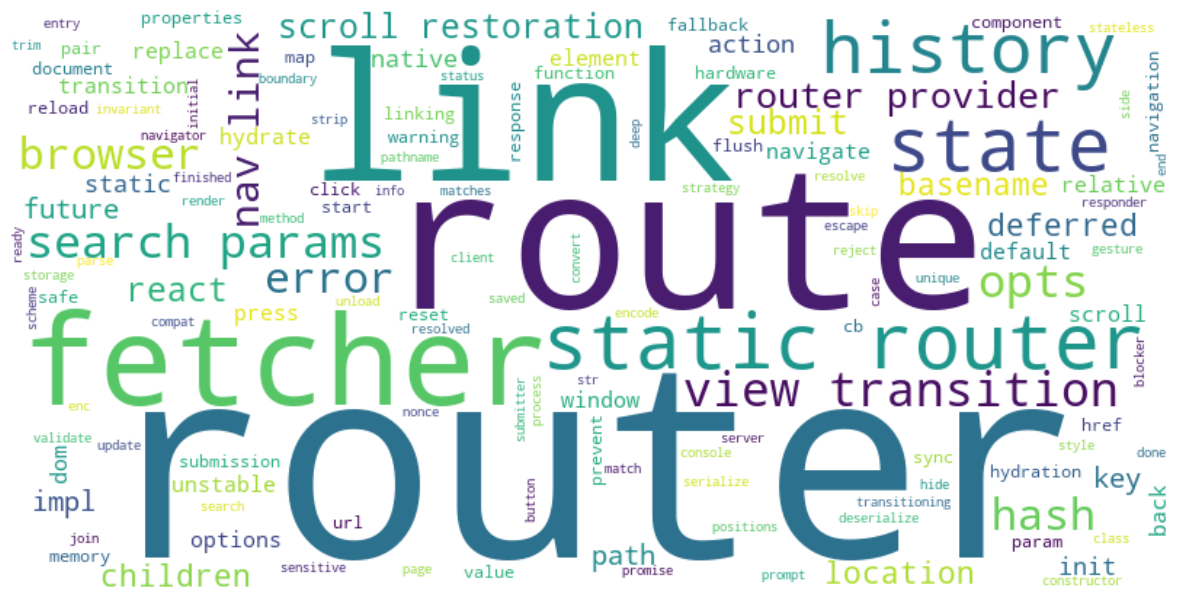 entry
properties
scroll restoration
fallback
component
stateless
trim
pair
replace
nav link
map
native
element
action
history
document
boundary
status
function
hardware
link
transition
initial
response
router provider
side
navigation
reload
invariant
strip
linking
submit
state
navigator
hydrate
warning
deep
flush
navigate
browser
pathname
end
static
finished
click
info
matches
strategy
resolve
basename
relative
future
render
start
route
skip
responder
method
escape
deferred
ready
search params
client
convert
reject
default
gesture
parse
error
storage
unique
opts
scheme
safe
react
unload
saved
case
compat
press
reset
encode
scroll
fetcher
resolved
static router
cb
blocker
str
view transition
enc
nonce
submitter
process
window
router
validate
update
server
href
dom
submission
prevent
match
console
sync
style
done
impl
unstable
serialize
hide
hydration
key
search
button
transitioning
back
url
positions
deserialize
hash
join
options
param
class
memory
path
children
sensitive
page
value
promise
prompt
location
init
constructor